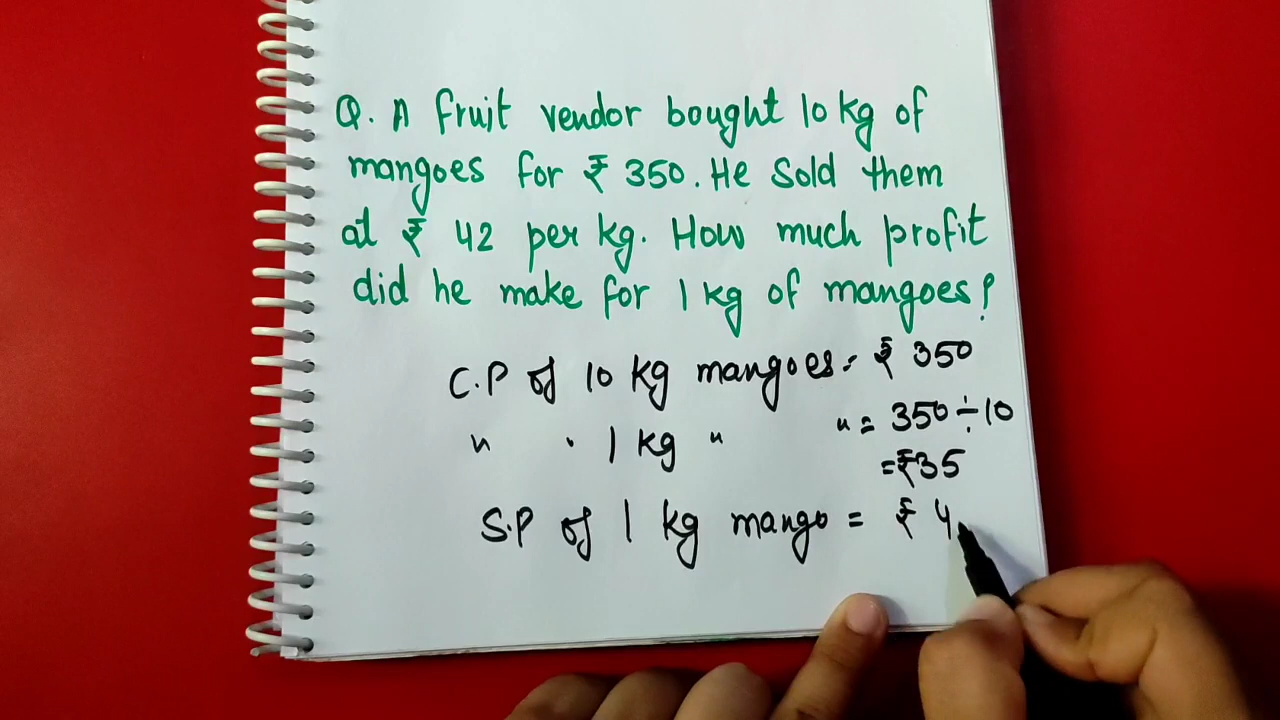 Q. A fruit vendor bought 10 kg of
mangoes for ₹ 350. He Sold them
at ₹ 42 per kg. How much profit
did he make for 1 kg of mangoes?
C.P of 10 kg mangoes = ₹ 350
" " 1 kg " " = 350 ÷ 10
= ₹35
S.P of 1 kg mango = ₹ 4